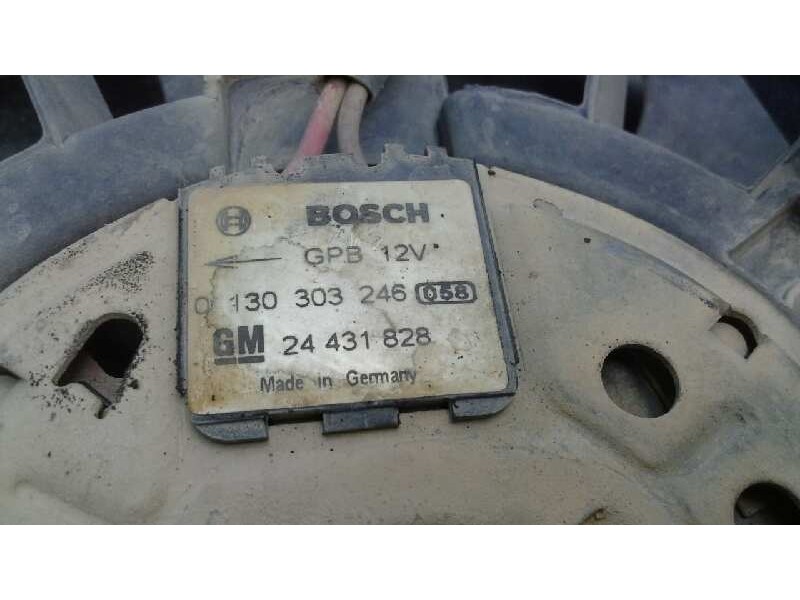 BOSCH
GPB 12V
0 130 303 246 058
GM 24 431 828
Made in Germany